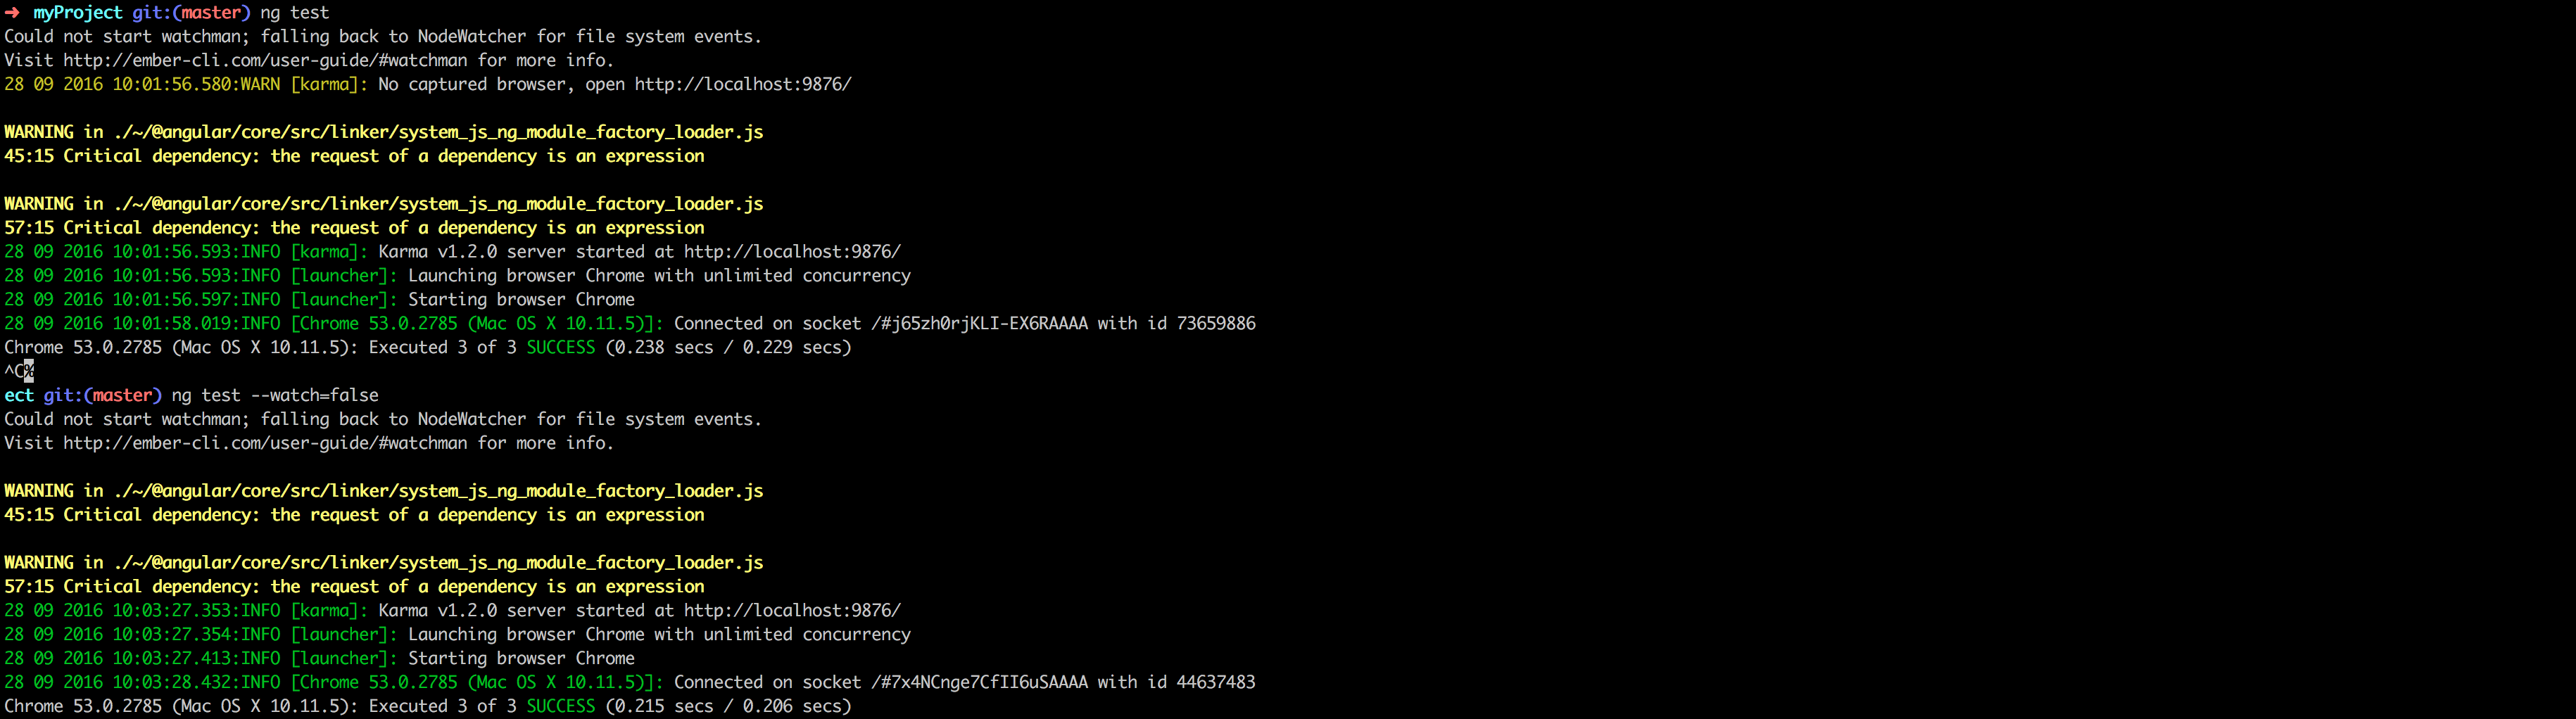 ➜ myProject git:(master) ng test
Could not start watchman; falling back to NodeWatcher for file system events.
Visit http://ember-cli.com/user-guide/#watchman for more info.
28 09 2016 10:01:56.580:WARN [karma]: No captured browser, open http://localhost:9876/
WARNING in ./~/@angular/core/src/linker/system_js_ng_module_factory_loader.js
45:15 Critical dependency: the request of a dependency is an expression
WARNING in ./~/@angular/core/src/linker/system_js_ng_module_factory_loader.js
57:15 Critical dependency: the request of a dependency is an expression
28 09 2016 10:01:56.593:INFO [karma]: Karma v1.2.0 server started at http://localhost:9876/
28 09 2016 10:01:56.593:INFO [launcher]: Launching browser Chrome with unlimited concurrency
28 09 2016 10:01:56.597:INFO [launcher]: Starting browser Chrome
28 09 2016 10:01:58.019:INFO [Chrome 53.0.2785 (Mac OS X 10.11.5)]: Connected on socket /#j65zh0rjKLI-EX6RAAAA with id 73659886
Chrome 53.0.2785 (Mac OS X 10.11.5): Executed 3 of 3 SUCCESS (0.238 secs / 0.229 secs)
^C%
ect git:(master) ng test --watch=false
Could not start watchman; falling back to NodeWatcher for file system events.
Visit http://ember-cli.com/user-guide/#watchman for more info.
WARNING in ./~/@angular/core/src/linker/system_js_ng_module_factory_loader.js
45:15 Critical dependency: the request of a dependency is an expression
WARNING in ./~/@angular/core/src/linker/system_js_ng_module_factory_loader.js
57:15 Critical dependency: the request of a dependency is an expression
28 09 2016 10:03:27.353:INFO [karma]: Karma v1.2.0 server started at http://localhost:9876/
28 09 2016 10:03:27.354:INFO [launcher]: Launching browser Chrome with unlimited concurrency
28 09 2016 10:03:27.413:INFO [launcher]: Starting browser Chrome
28 09 2016 10:03:28.432:INFO [Chrome 53.0.2785 (Mac OS X 10.11.5)]: Connected on socket /#7x4NCnge7CfII6uSAAAA with id 44637483
Chrome 53.0.2785 (Mac OS X 10.11.5): Executed 3 of 3 SUCCESS (0.215 secs / 0.206 secs)